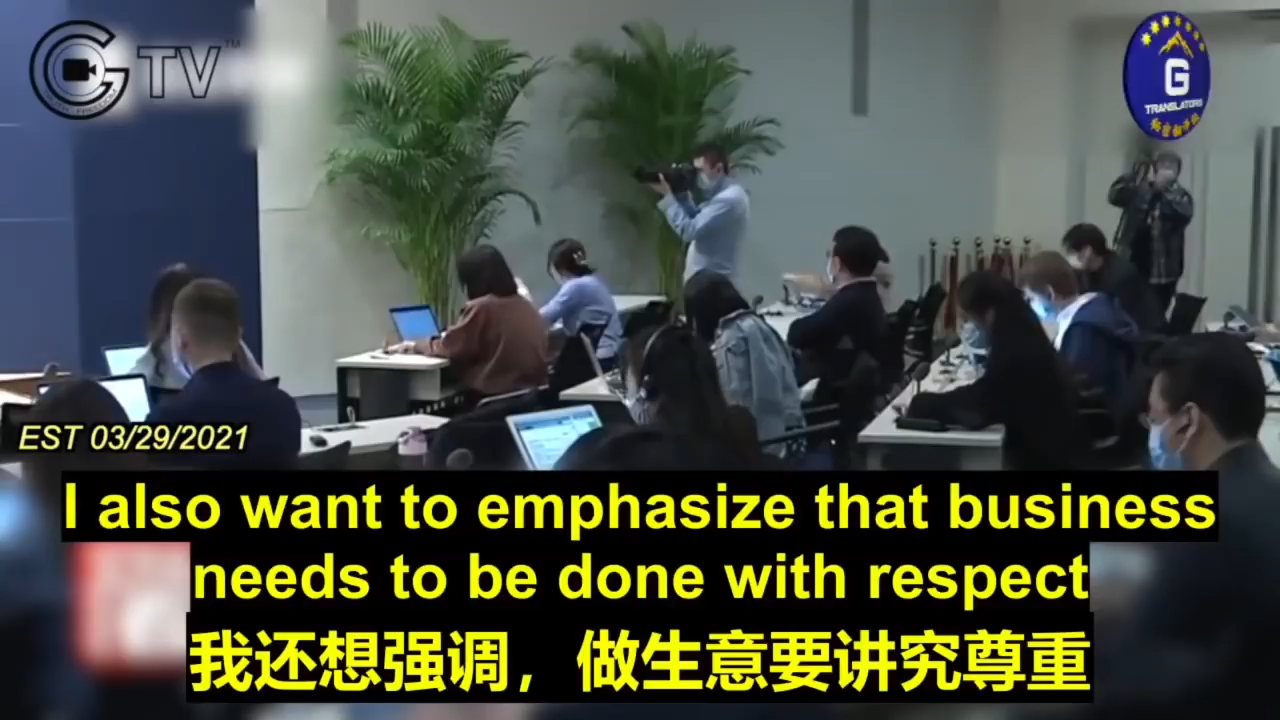 GTV™
G
TRANSLATORS
EST 03/29/2021
I also want to emphasize that business
needs to be done with respect
我还想强调，做生意要讲究尊重